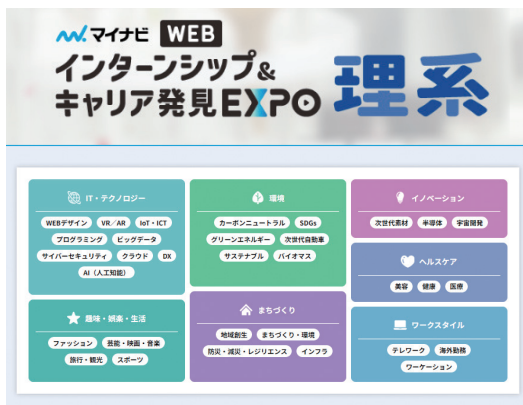 マイナビ WEB
インターンシップ&
キャリア発見EXPO
理系
IT・テクノロジー
WEBデザイン VR/AR IoT・ICT
プログラミング ビッグデータ
サイバーセキュリティ クラウド DX
AI(人工知能)
趣味・娯楽・生活
ファッション 芸能・映画・音楽
旅行・観光 スポーツ
環境
カーボンニュートラル SDGs
グリーンエネルギー 次世代自動車
サステナブル バイオマス
まちづくり
地域創生 まちづくり・環境
防災・減災・レジリエンス インフラ
イノベーション
次世代素材 半導体 宇宙開発
ヘルスケア
美容 健康 医療
ワークスタイル
テレワーク 海外勤務
ワーケーション